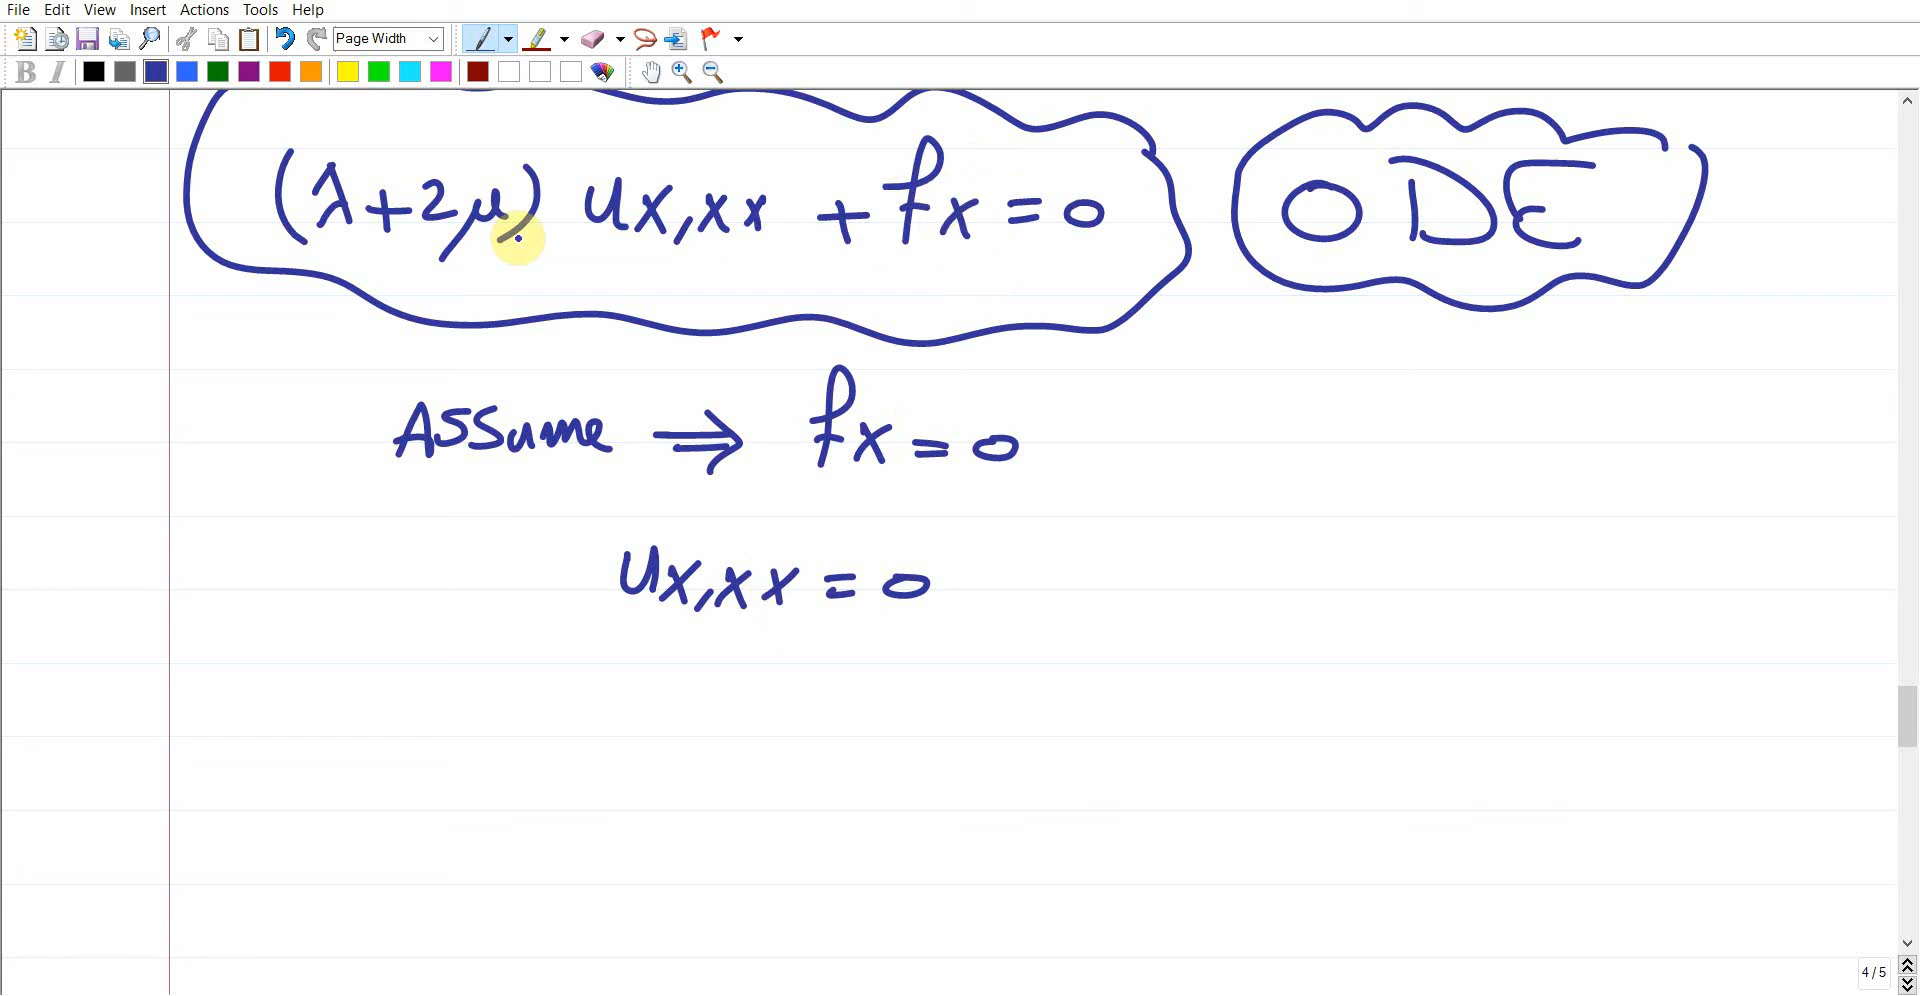 File Edit View Insert Actions Tools Help
Page Width
B I
(λ+2μ) ux,xx + fx = 0 ODE
Assume ⇒ fx = 0
ux,xx = 0
4 / 5